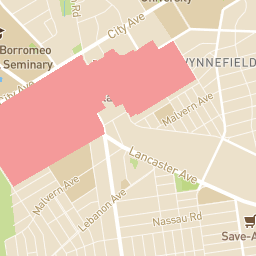 City Ave
Borromeo
Seminary
University
WYNNEFIELD
City Ave
Malvern Ave
Lancaster Ave
Malvern Ave
Lebanon Ave
Nassau Rd
Save-A